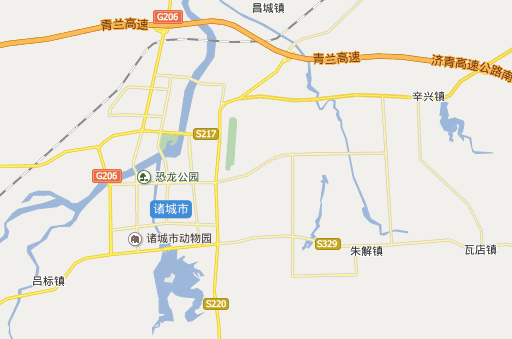 昌城镇
G206
青兰高速
青兰高速
济青高速公路南
辛兴镇
S217
G206
恐龙公园
诸城市
诸城市动物园
S329
朱解镇
瓦店镇
吕标镇
S220